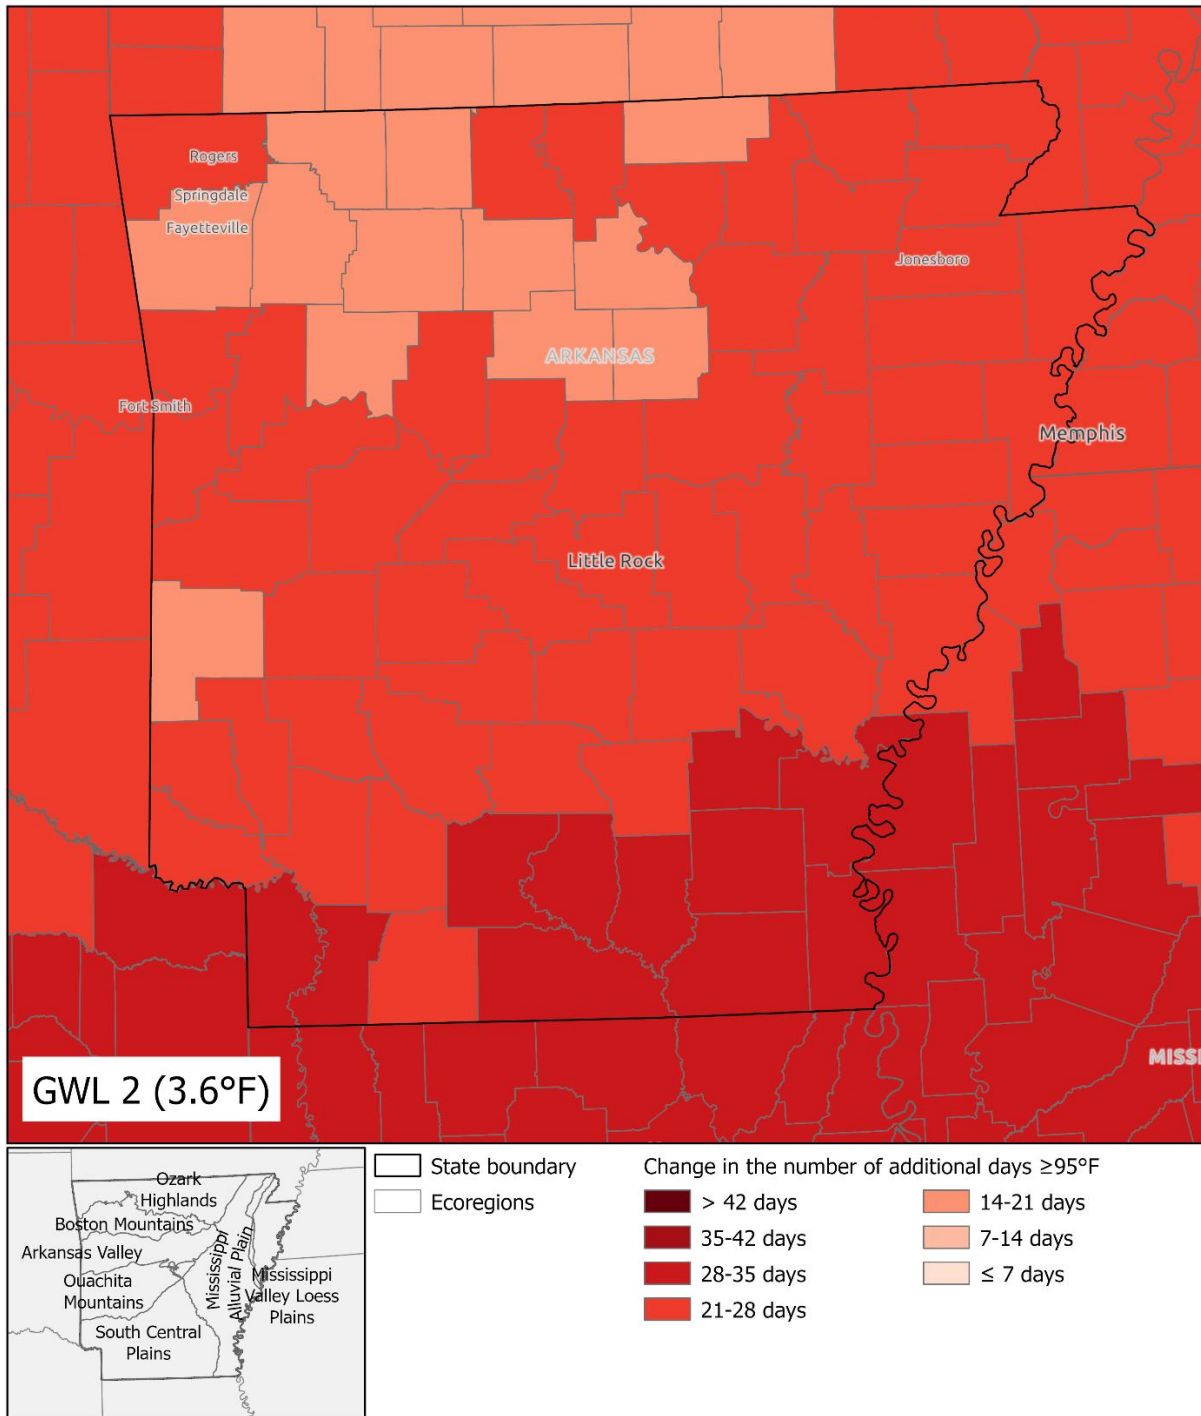 Rogers
Springdale
Fayetteville
Jonesboro
ARKANSAS
Fort Smith
Memphis
Little Rock
MISSI
GWL 2 (3.6°F)
Ozark
Highlands
Boston Mountains
Arkansas Valley
Ouachita
Mountains
Mississippi
Alluvial Plain
Mississippi
Valley Loess
Plains
South Central
Plains
State boundary
Ecoregions
Change in the number of additional days ≥95°F
> 42 days
35-42 days
28-35 days
21-28 days
14-21 days
7-14 days
≤ 7 days